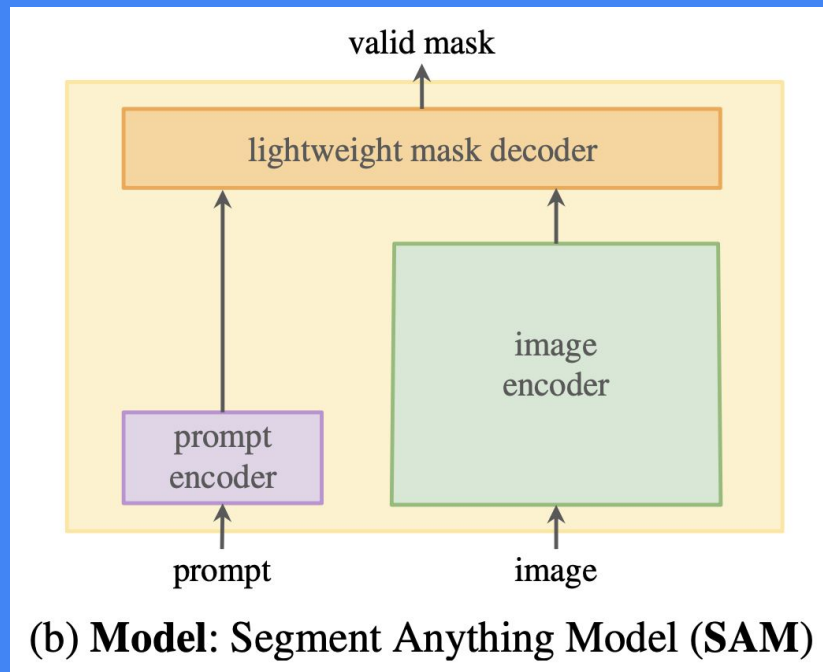 valid mask
lightweight mask decoder
image
encoder
prompt
encoder
prompt
image
(b) Model: Segment Anything Model (SAM)